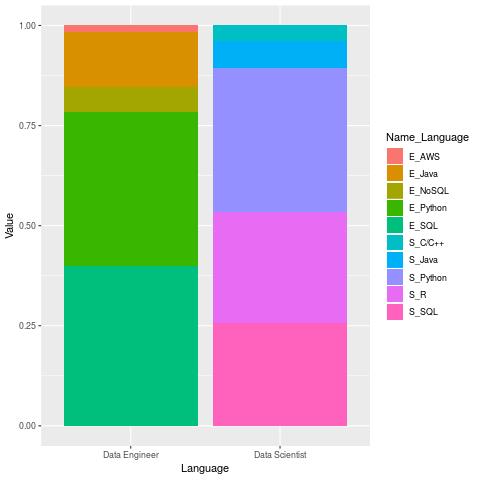 1.00
0.75
0.50
0.25
0.00
Value
Data Engineer
Data Scientist
Language
Name_Language
E_AWS
E_Java
E_NoSQL
E_Python
E_SQL
S_C/C++
S_Java
S_Python
S_R
S_SQL